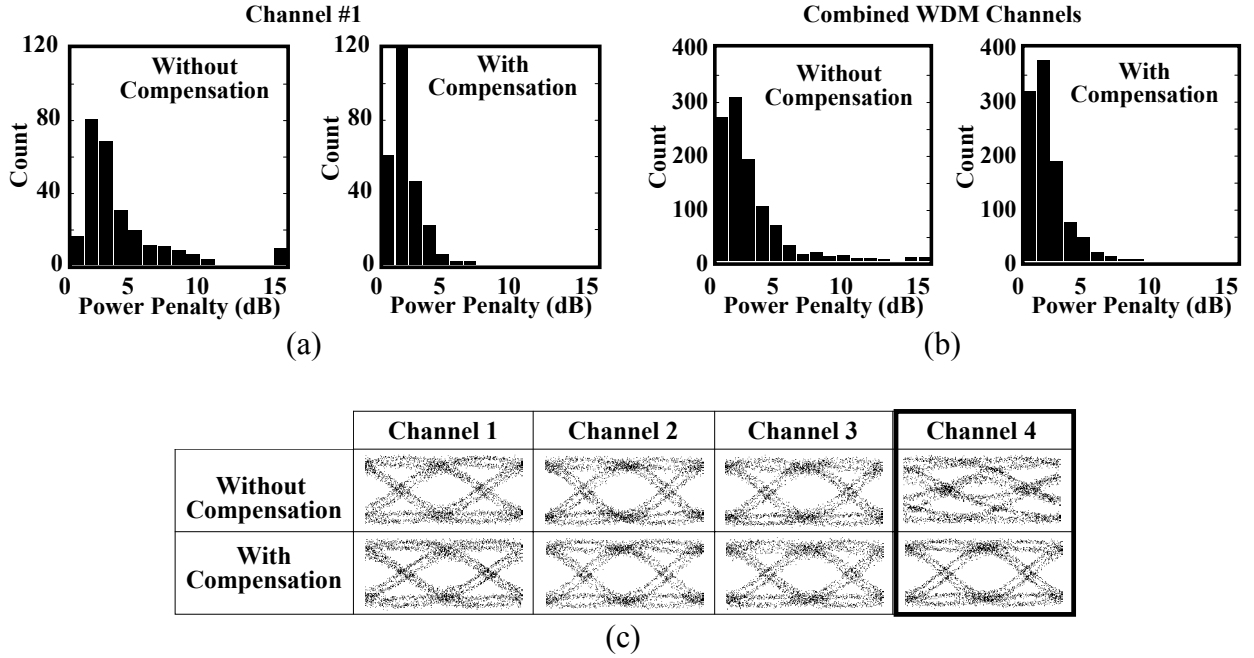 Channel #1
Combined WDM Channels
120
80
40
0
Count
Without
Compensation
0
5
10
15
Power Penalty (dB)
120
80
40
0
Count
With
Compensation
0
5
10
15
Power Penalty (dB)
(a)
400
300
200
100
0
Count
Without
Compensation
0
5
10
15
Power Penalty (dB)
400
300
200
100
0
Count
With
Compensation
0
5
10
15
Power Penalty (dB)
(b)
Channel 1
Channel 2
Channel 3
Channel 4
Without
Compensation
With
Compensation
(c)